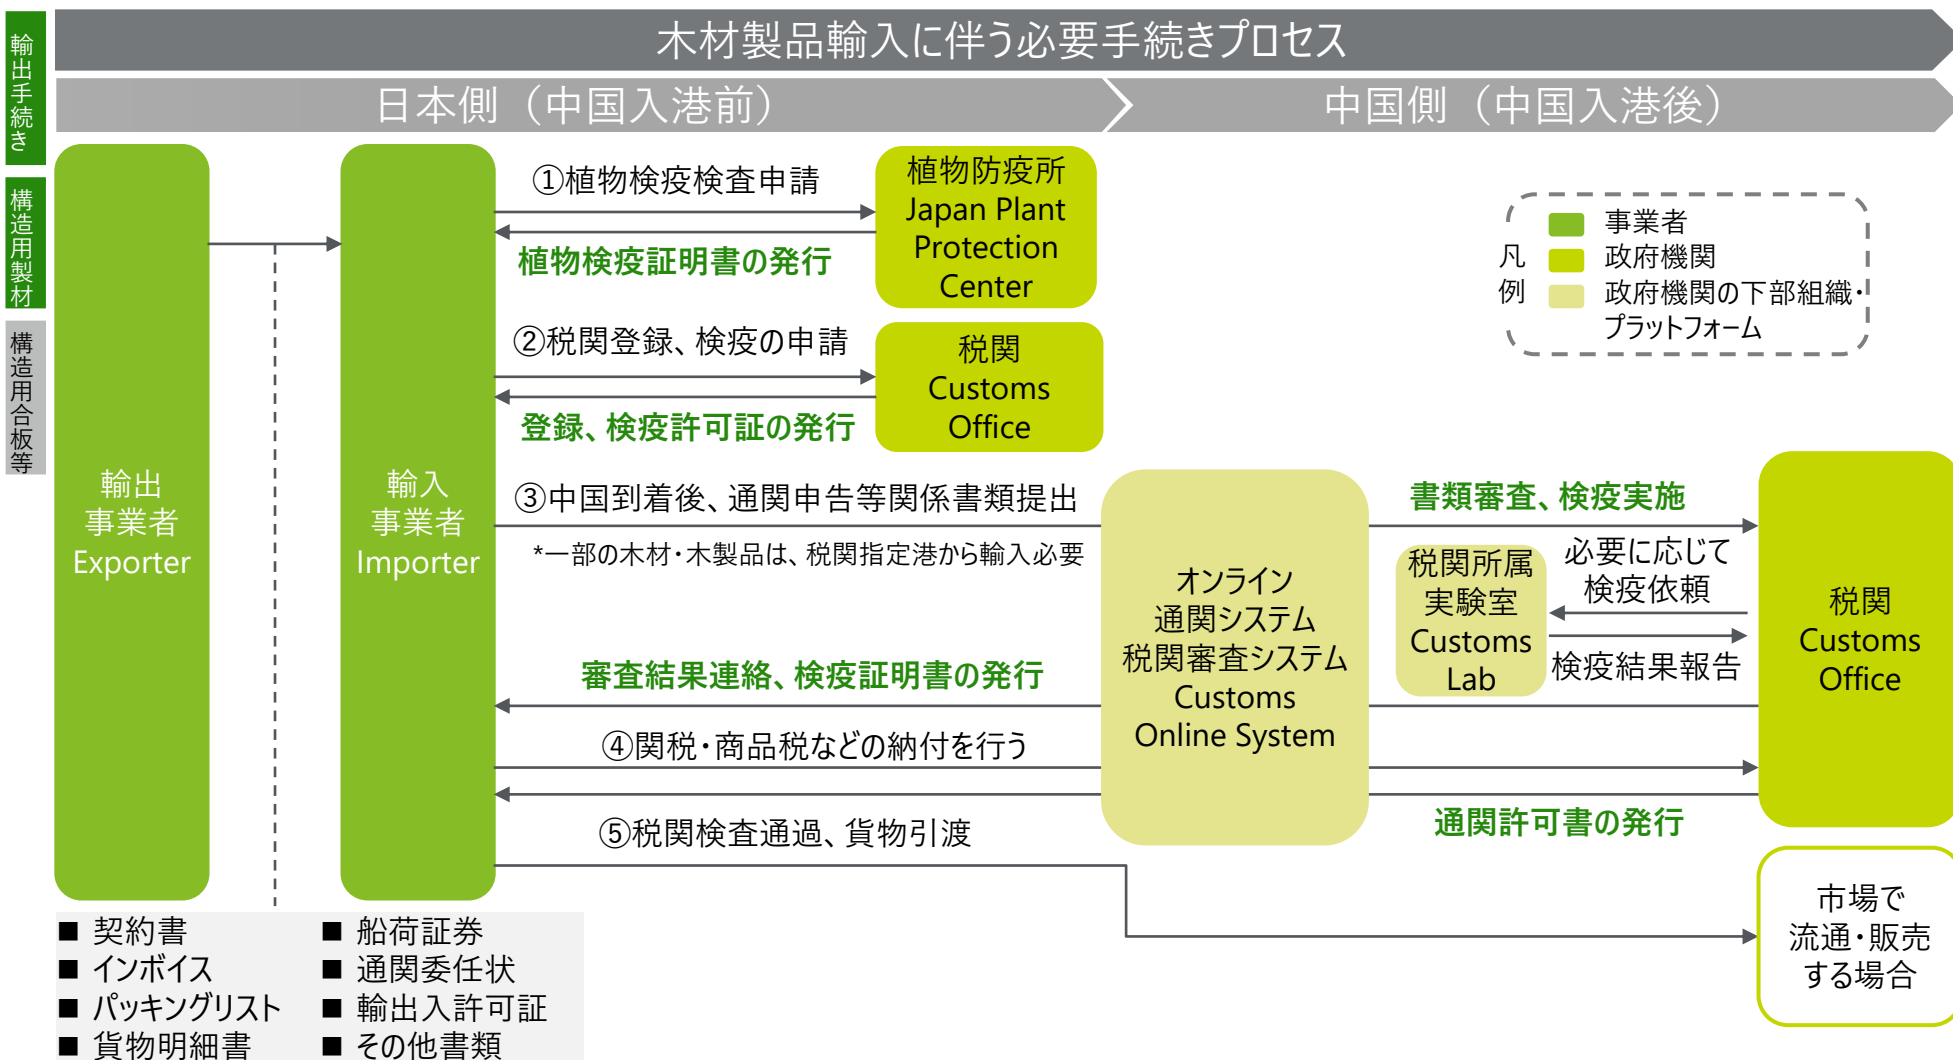 木材製品輸入に伴う必要手続きプロセス
日本側（中国入港前）
中国側（中国入港後）
輸出手続き
構造用製材
構造用合板等
輸出
事業者
Exporter
輸入
事業者
Importer
①植物検疫検査申請
植物検疫証明書の発行
植物防疫所
Japan Plant
Protection
Center
②税関登録、検疫の申請
登録、検疫許可証の発行
税関
Customs
Office
凡
例
事業者
政府機関
政府機関の下部組織・
プラットフォーム
③中国到着後、通関申告等関係書類提出
*一部の木材・木製品は、税関指定港から輸入必要
オンライン
通関システム
税関審査システム
Customs
Online System
書類審査、検疫実施
税関所属
実験室
Customs
Lab
必要に応じて
検疫依頼
検疫結果報告
税関
Customs
Office
審査結果連絡、検疫証明書の発行
④関税・商品税などの納付を行う
通関許可書の発行
⑤税関検査通過、貨物引渡
市場で
流通・販売
する場合
■ 契約書
■ インボイス
■ パッキングリスト
■ 貨物明細書
■ 船荷証券
■ 通関委任状
■ 輸出入許可証
■ その他書類